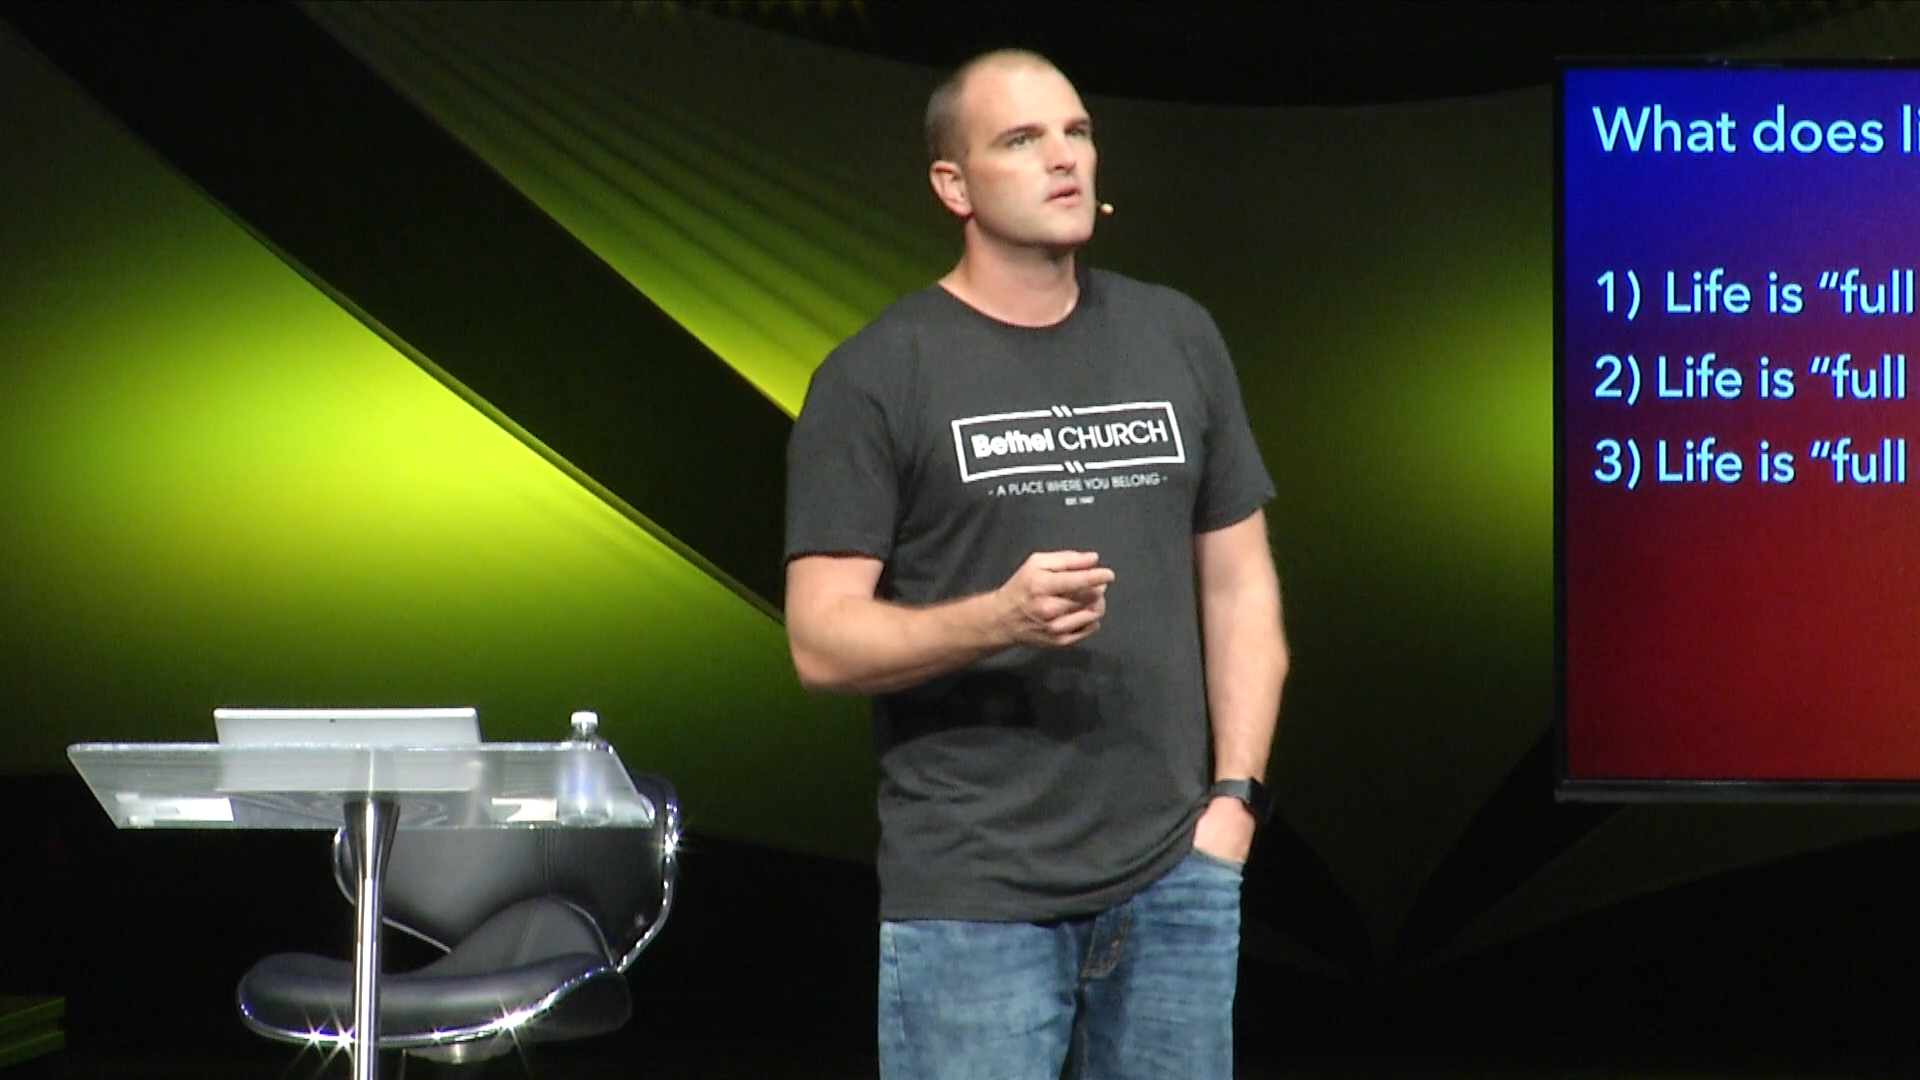 Bethel CHURCH
- A PLACE WHERE YOU BELONG -
What does li
1) Life is “full
2) Life is “full
3) Life is “full